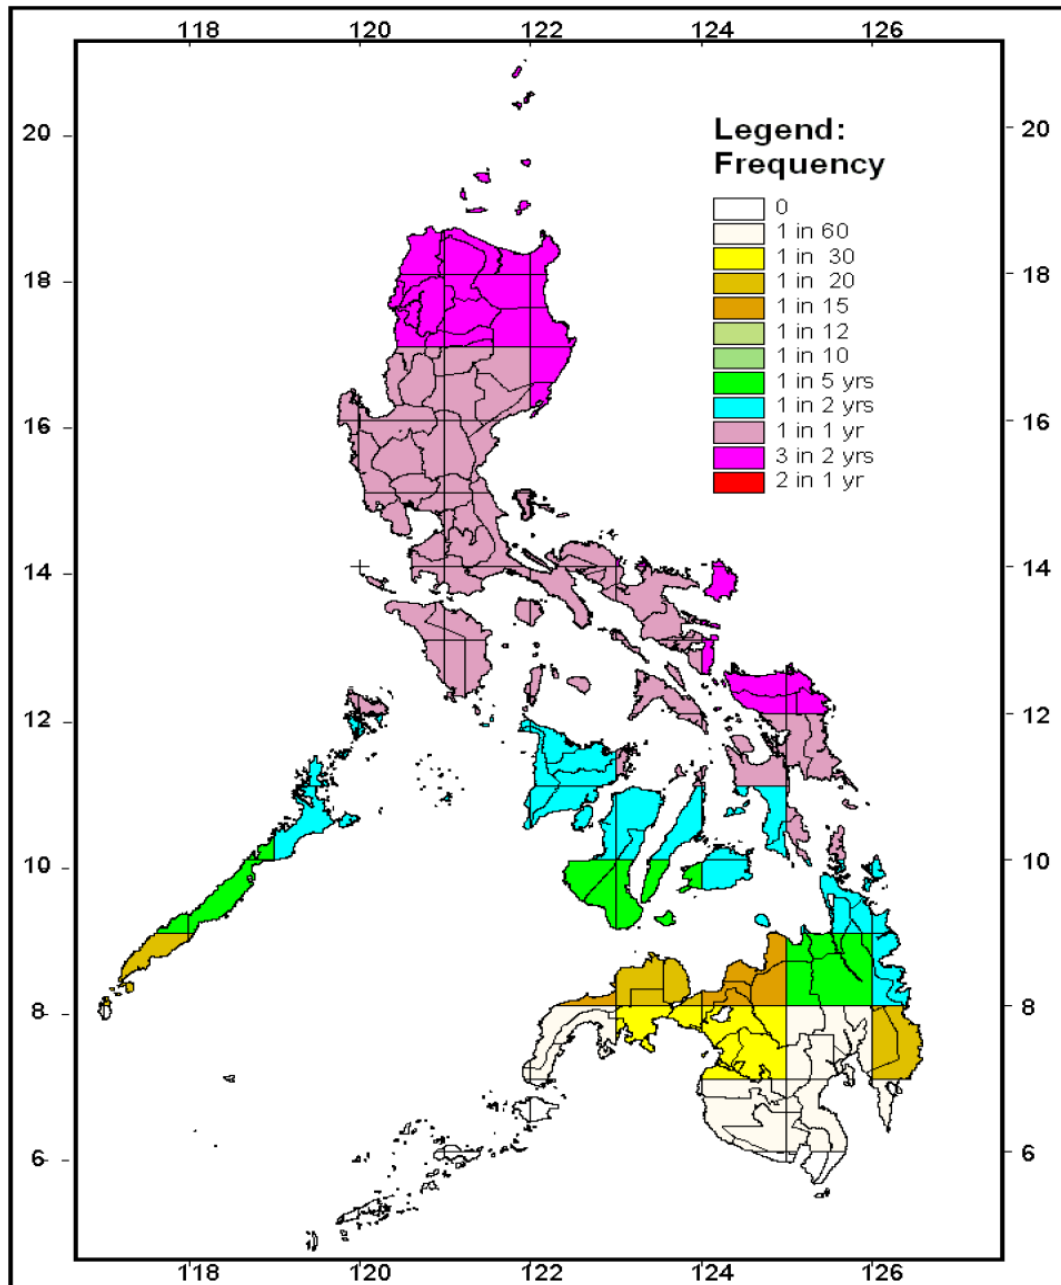 118 120 122 124 126
20 20
Legend:
Frequency
0
1 in 60
1 in 30
1 in 20
1 in 15
1 in 12
1 in 10
1 in 5 yrs
1 in 2 yrs
1 in 1 yr
3 in 2 yrs
2 in 1 yr
18 18
16 16
14 14
12 12
10 10
8 8
6 6
118 120 122 124 126